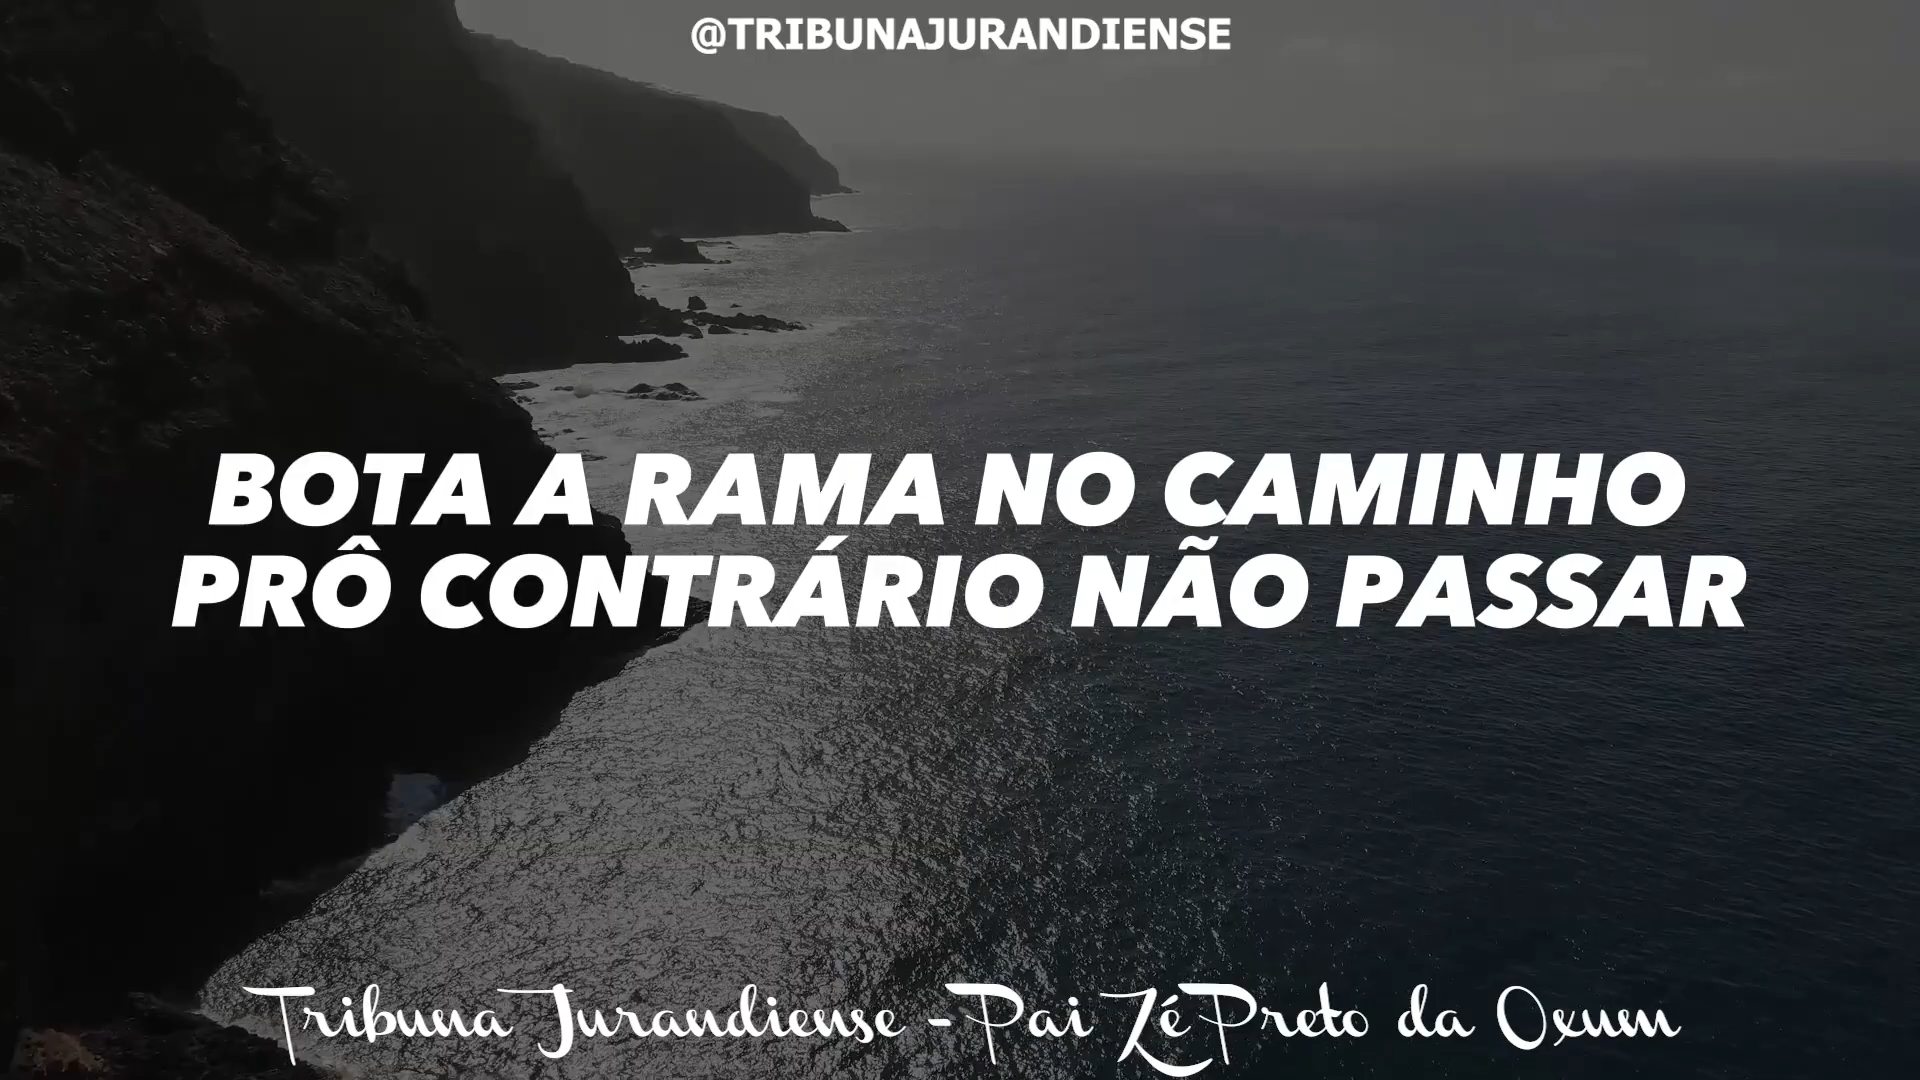 @TRIBUNAJURANDIENSE
BOTA A RAMA NO CAMINHO
PRÔ CONTRÁRIO NÃO PASSAR
Tribuna Jurandiense - Pai Zé Preto da Oxum